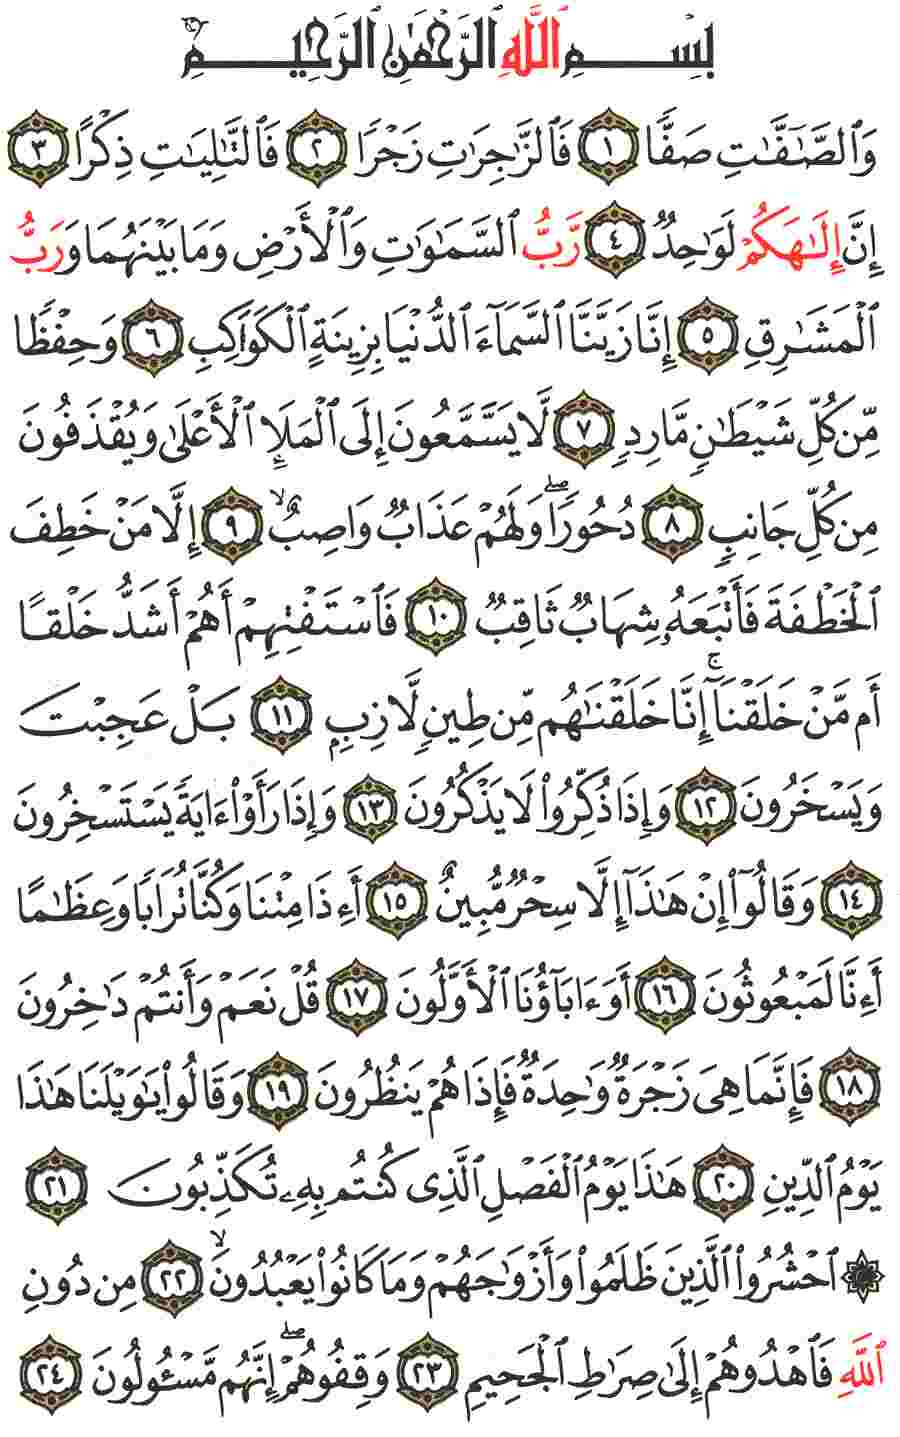 بِسْمِ ٱللَّهِ ٱلرَّحْمَٰنِ ٱلرَّحِيمِ
وَٱلصَّٰٓفَّٰتِ صَفًّا ١ فَٱلزَّٰجِرَٰتِ زَجْرًا ٢ فَٱلتَّٰلِيَٰتِ ذِكْرًا ٣
إِنَّ إِلَٰهَكُمْ لَوَٰحِدٌ ٤ رَّبُّ ٱلسَّمَٰوَٰتِ وَٱلْأَرْضِ وَمَا بَيْنَهُمَا وَرَبُّ
ٱلْمَشَٰرِقِ ٥ إِنَّا زَيَّنَّا ٱلسَّمَآءَ ٱلدُّنْيَا بِزِينَةٍ ٱلْكَوَاكِبِ ٦ وَحِفْظًا
مِّن كُلِّ شَيْطَٰنٍ مَّارِدٍ ٧ لَّا يَسَّمَّعُونَ إِلَى ٱلْمَلَإِ ٱلْأَعْلَىٰ وَيُقْذَفُونَ
مِن كُلِّ جَانِبٍ ٨ دُحُورًا ۖ وَلَهُمْ عَذَابٌ وَاصِبٌ ۙ ٩ إِلَّا مَنْ خَطِفَ
ٱلْخَطْفَةَ فَأَتْبَعَهُۥ شِهَابٌ ثَاقِبٌ ١٠ فَٱسْتَفْتِهِمْ أَهُمْ أَشَدُّ خَلْقًا
أَم مَّنْ خَلَقْنَآ ۚ إِنَّا خَلَقْنَٰهُم مِّن طِينٍ لَّازِبٍ ١١ بَلْ عَجِبْتَ
وَيَسْخَرُونَ ١٢ وَإِذَا ذُكِّرُوا۟ لَا يَذْكُرُونَ ١٣ وَإِذَا رَأَوْا۟ ءَايَةً يَسْتَسْخِرُونَ
١٤ وَقَالُوٓا۟ إِنْ هَٰذَآ إِلَّا سِحْرٌ مُّبِينٌ ١٥ أَءِذَا مِتْنَا وَكُنَّا تُرَابًا وَعِظَٰمًا
أَءِنَّا لَمَبْعُوثُونَ ١٦ أَوَءَابَآؤُنَا ٱلْأَوَّلُونَ ١٧ قُلْ نَعَمْ وَأَنتُمْ دَٰخِرُونَ
١٨ فَإِنَّمَا هِىَ زَجْرَةٌ وَٰحِدَةٌ فَإِذَا هُمْ يَنظُرُونَ ١٩ وَقَالُوا۟ يَٰوَيْلَنَا هَٰذَا
يَوْمُ ٱلدِّينِ ٢٠ هَٰذَا يَوْمُ ٱلْفَصْلِ ٱلَّذِى كُنتُم بِهِۦ تُكَذِّبُونَ ٢١
۞ ٱحْشُرُوا۟ ٱلَّذِينَ ظَلَمُوا۟ وَأَزْوَٰجَهُمْ وَمَا كَانُوا۟ يَعْبُدُونَ ۙ ٢٢ مِن دُونِ
ٱللَّهِ فَٱهْدُوهُمْ إِلَىٰ صِرَٰطِ ٱلْجَحِيمِ ٢٣ وَقِفُوهُمْ ۖ إِنَّهُم مَّسْـُٔولُونَ ٢٤